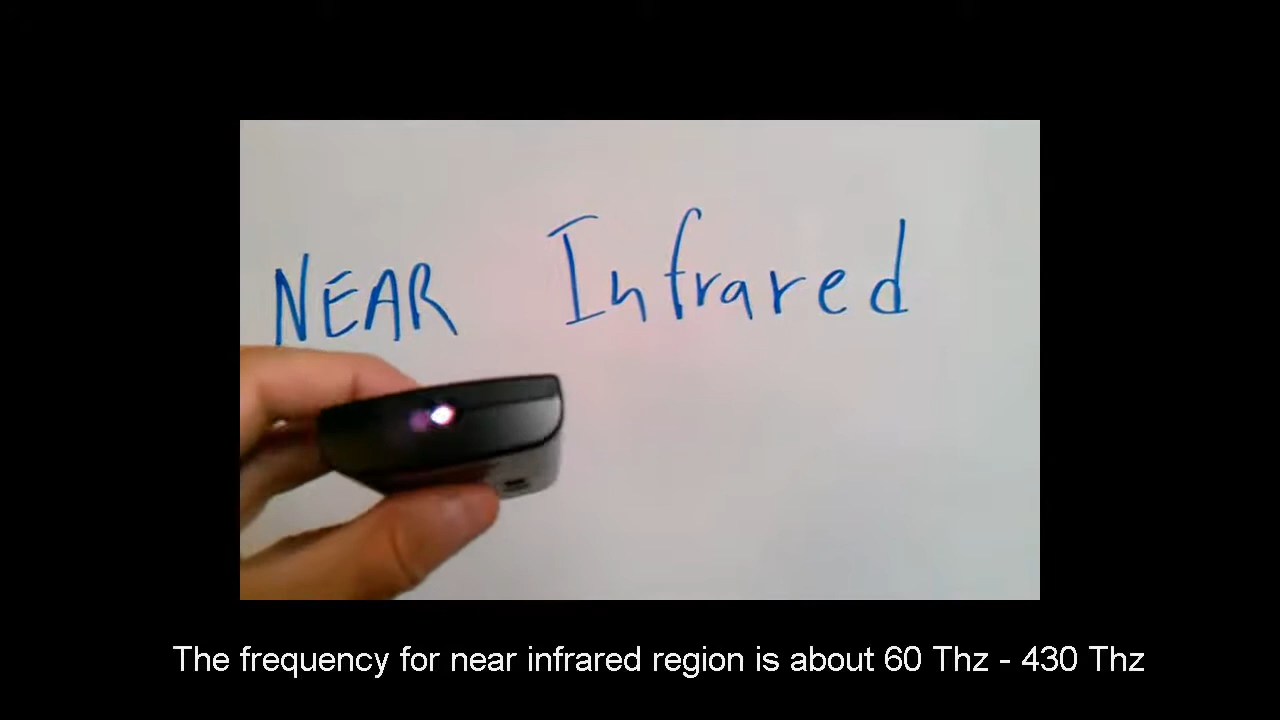 NEAR Infrared
The frequency for near infrared region is about 60 Thz - 430 Thz